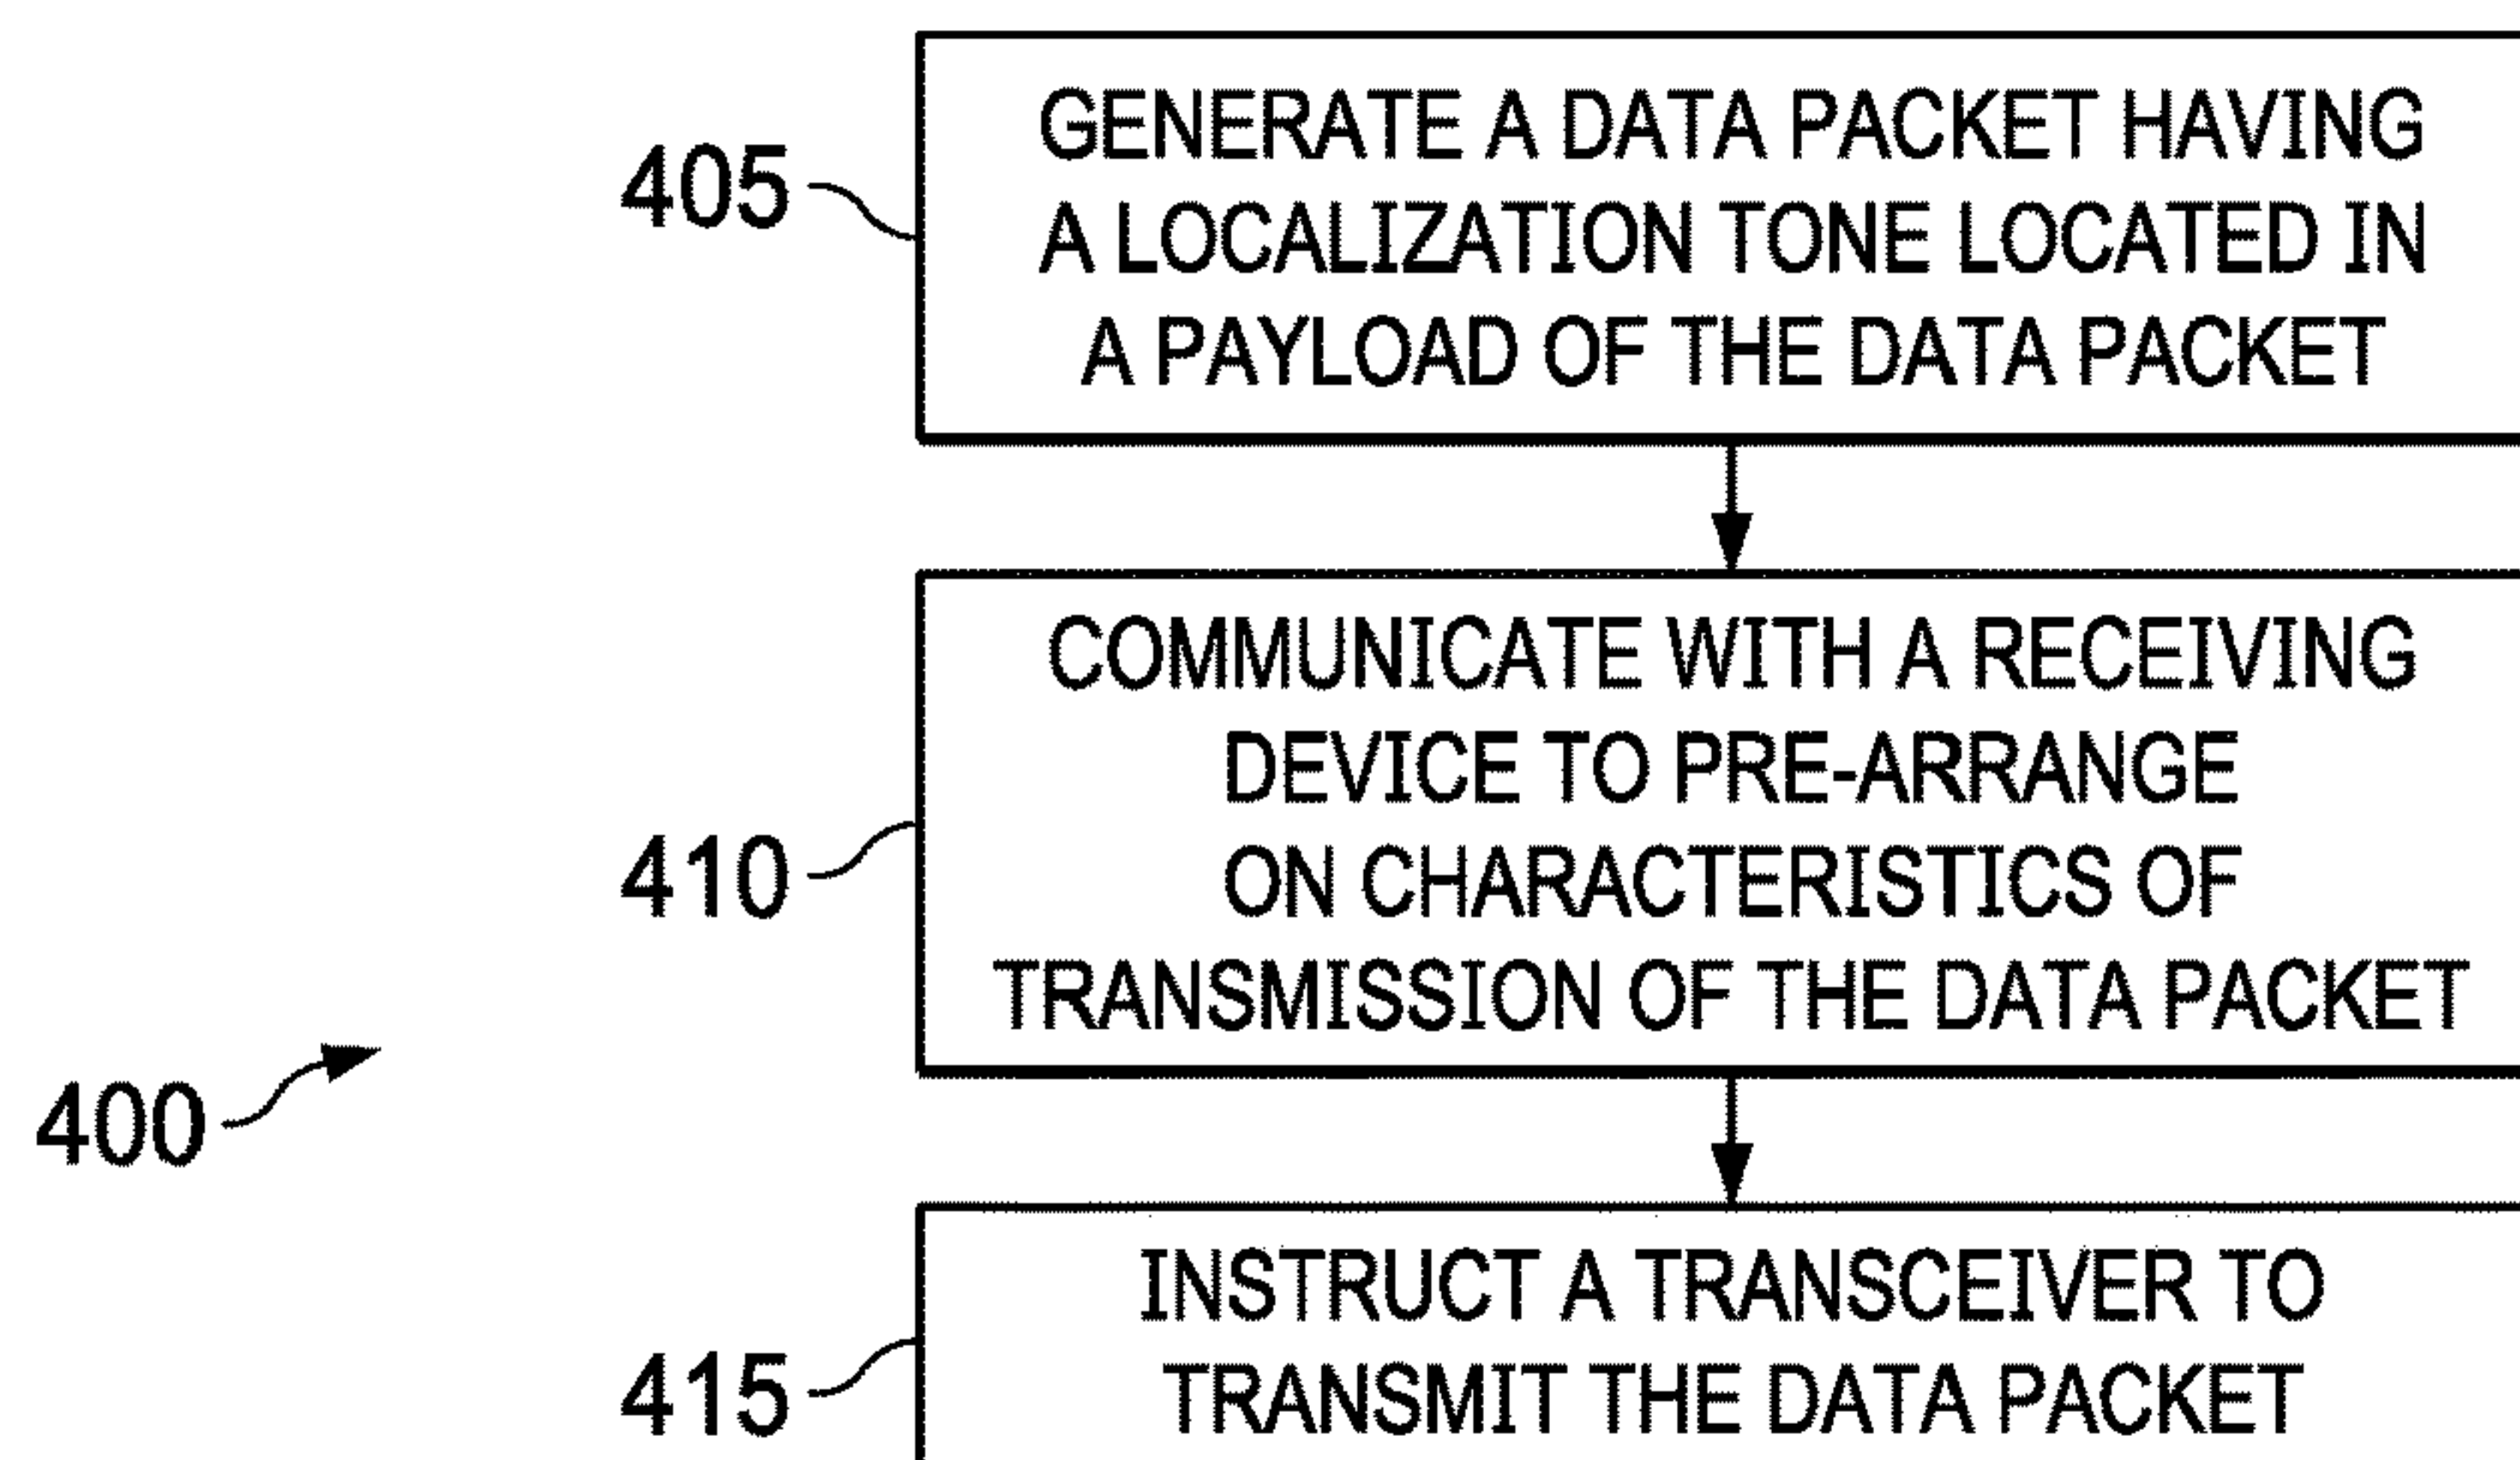 405
GENERATE A DATA PACKET HAVING
A LOCALIZATION TONE LOCATED IN
A PAYLOAD OF THE DATA PACKET
410
COMMUNICATE WITH A RECEIVING
DEVICE TO PRE-ARRANGE
ON CHARACTERISTICS OF
TRANSMISSION OF THE DATA PACKET
400
415
INSTRUCT A TRANSCEIVER TO
TRANSMIT THE DATA PACKET